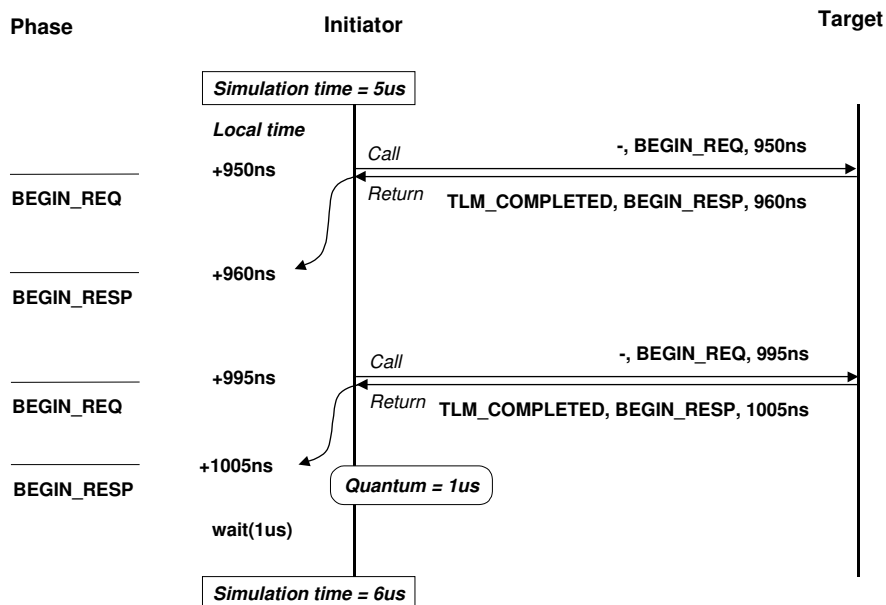 Phase
Initiator
Target
Simulation time = 5us
Local time
Call
-, BEGIN_REQ, 950ns
+950ns
BEGIN_REQ
Return
TLM_COMPLETED, BEGIN_RESP, 960ns
+960ns
BEGIN_RESP
Call
-, BEGIN_REQ, 995ns
+995ns
BEGIN_REQ
Return
TLM_COMPLETED, BEGIN_RESP, 1005ns
+1005ns
BEGIN_RESP
Quantum = 1us
wait(1us)
Simulation time = 6us